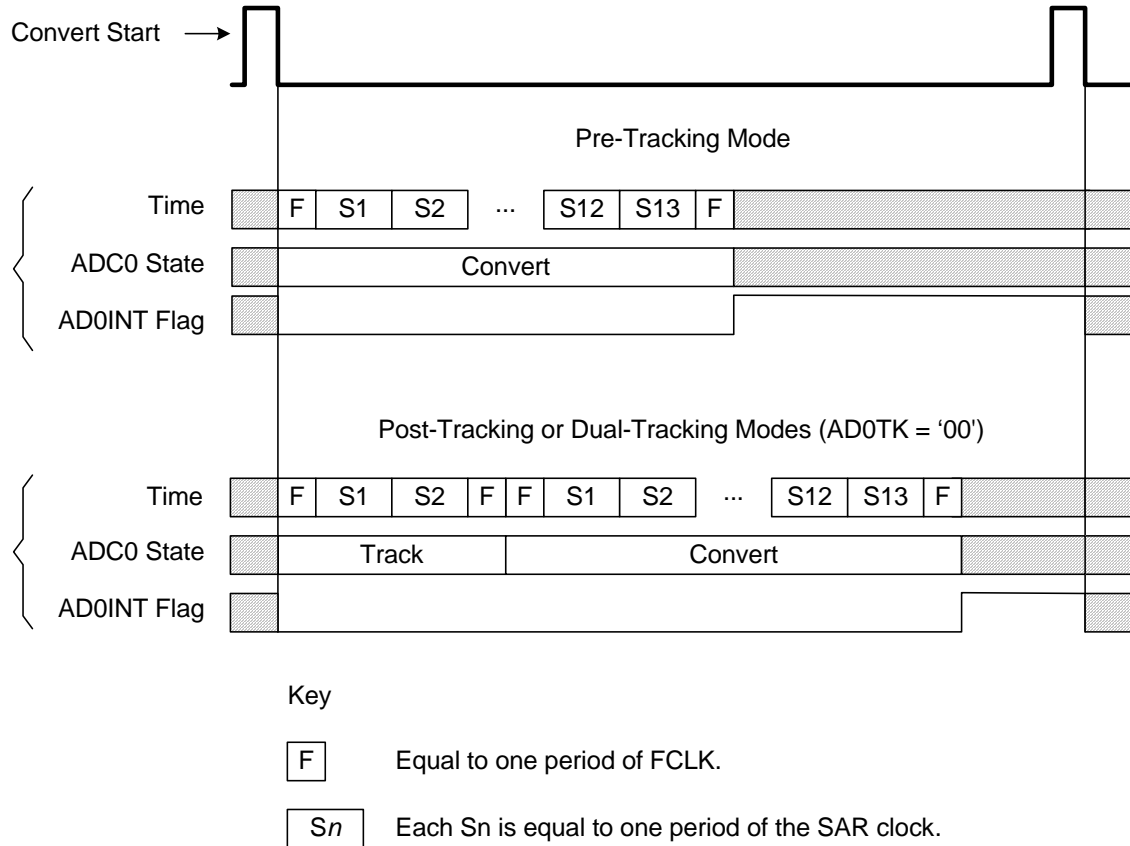 Convert Start
Pre-Tracking Mode
Time F S1 S2 ... S12 S13 F
ADC0 State Convert
AD0INT Flag
Post-Tracking or Dual-Tracking Modes (AD0TK = ‘00')
Time F S1 S2 F F S1 S2 ... S12 S13 F
ADC0 State Track Convert
AD0INT Flag
Key
F Equal to one period of FCLK.
Sn Each Sn is equal to one period of the SAR clock.